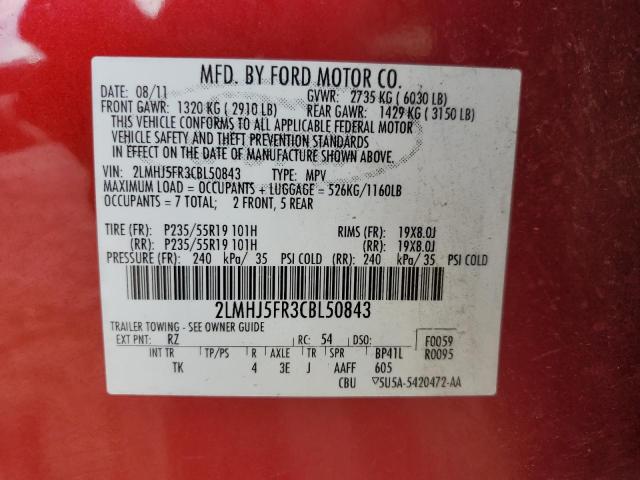 MFD. BY FORD MOTOR CO.
DATE: 08/11 GVWR: 2735 KG ( 6030 LB)
FRONT GAWR: 1320 KG ( 2910 LB) REAR GAWR: 1429 KG ( 3150 LB)
THIS VEHICLE CONFORMS TO ALL APPLICABLE FEDERAL MOTOR
VEHICLE SAFETY AND THEFT PREVENTION STANDARDS
IN EFFECT ON THE DATE OF MANUFACTURE SHOWN ABOVE.
VIN: 2LMHJ5FR3CBL50843 TYPE: MPV
MAXIMUM LOAD = OCCUPANTS + LUGGAGE = 526KG/1160LB
OCCUPANTS = 7 TOTAL; 2 FRONT, 5 REAR
TIRE (FR): P235/55R19 101H RIMS (FR): 19X8.0J
(RR): P235/55R19 101H (RR): 19X8.0J
PRESSURE (FR): 240 kPa/ 35 PSI COLD (RR): 240 kPa/ 35 PSI COLD
2LMHJ5FR3CBL50843
TRAILER TOWING - SEE OWNER GUIDE
EXT PNT: RZ RC: 54 DSO: F0059
INT TR TP/PS R AXLE TR SPR BP41L R0095
TK 4 3E J AAFF 605
CBU ▽5U5A-5420472-AA